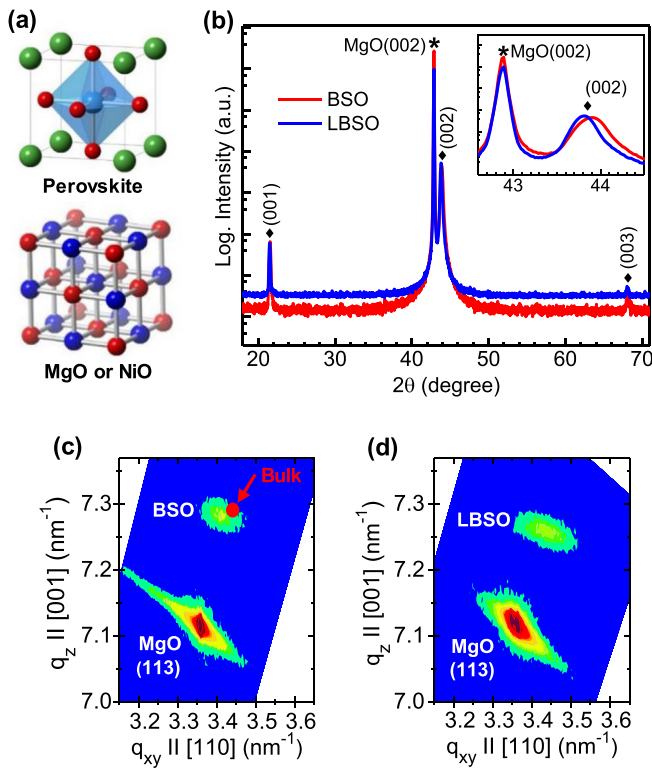 (a)
Perovskite
MgO or NiO
(b)
Log. Intensity (a.u.)
MgO(002) *
BSO
LBSO
♦ (001)
♦ (002)
♦ (003)
* MgO(002)
♦ (002)
43 44
20 30 40 50 60 70
2θ (degree)
(c)
q_z II [001] (nm⁻¹)
7.3
7.2
7.1
7.0
BSO
Bulk
MgO
(113)
3.2 3.3 3.4 3.5 3.6
q_xy II [110] (nm⁻¹)
(d)
q_z II [001] (nm⁻¹)
7.3
7.2
7.1
7.0
LBSO
MgO
(113)
3.2 3.3 3.4 3.5 3.6
q_xy II [110] (nm⁻¹)